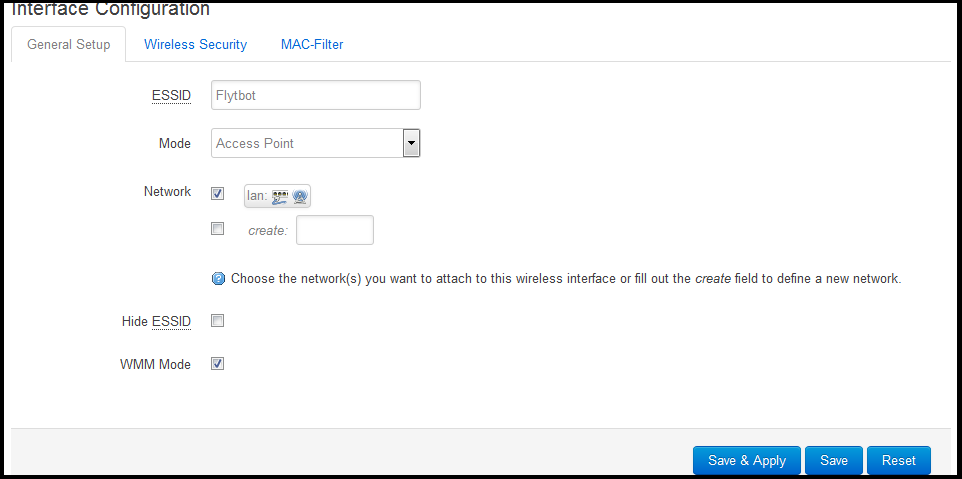 Interface Configuration
General Setup Wireless Security MAC-Filter
ESSID Flytbot
Mode Access Point
Network lan:
create:
Choose the network(s) you want to attach to this wireless interface or fill out the create field to define a new network.
Hide ESSID
WMM Mode
Save & Apply Save Reset